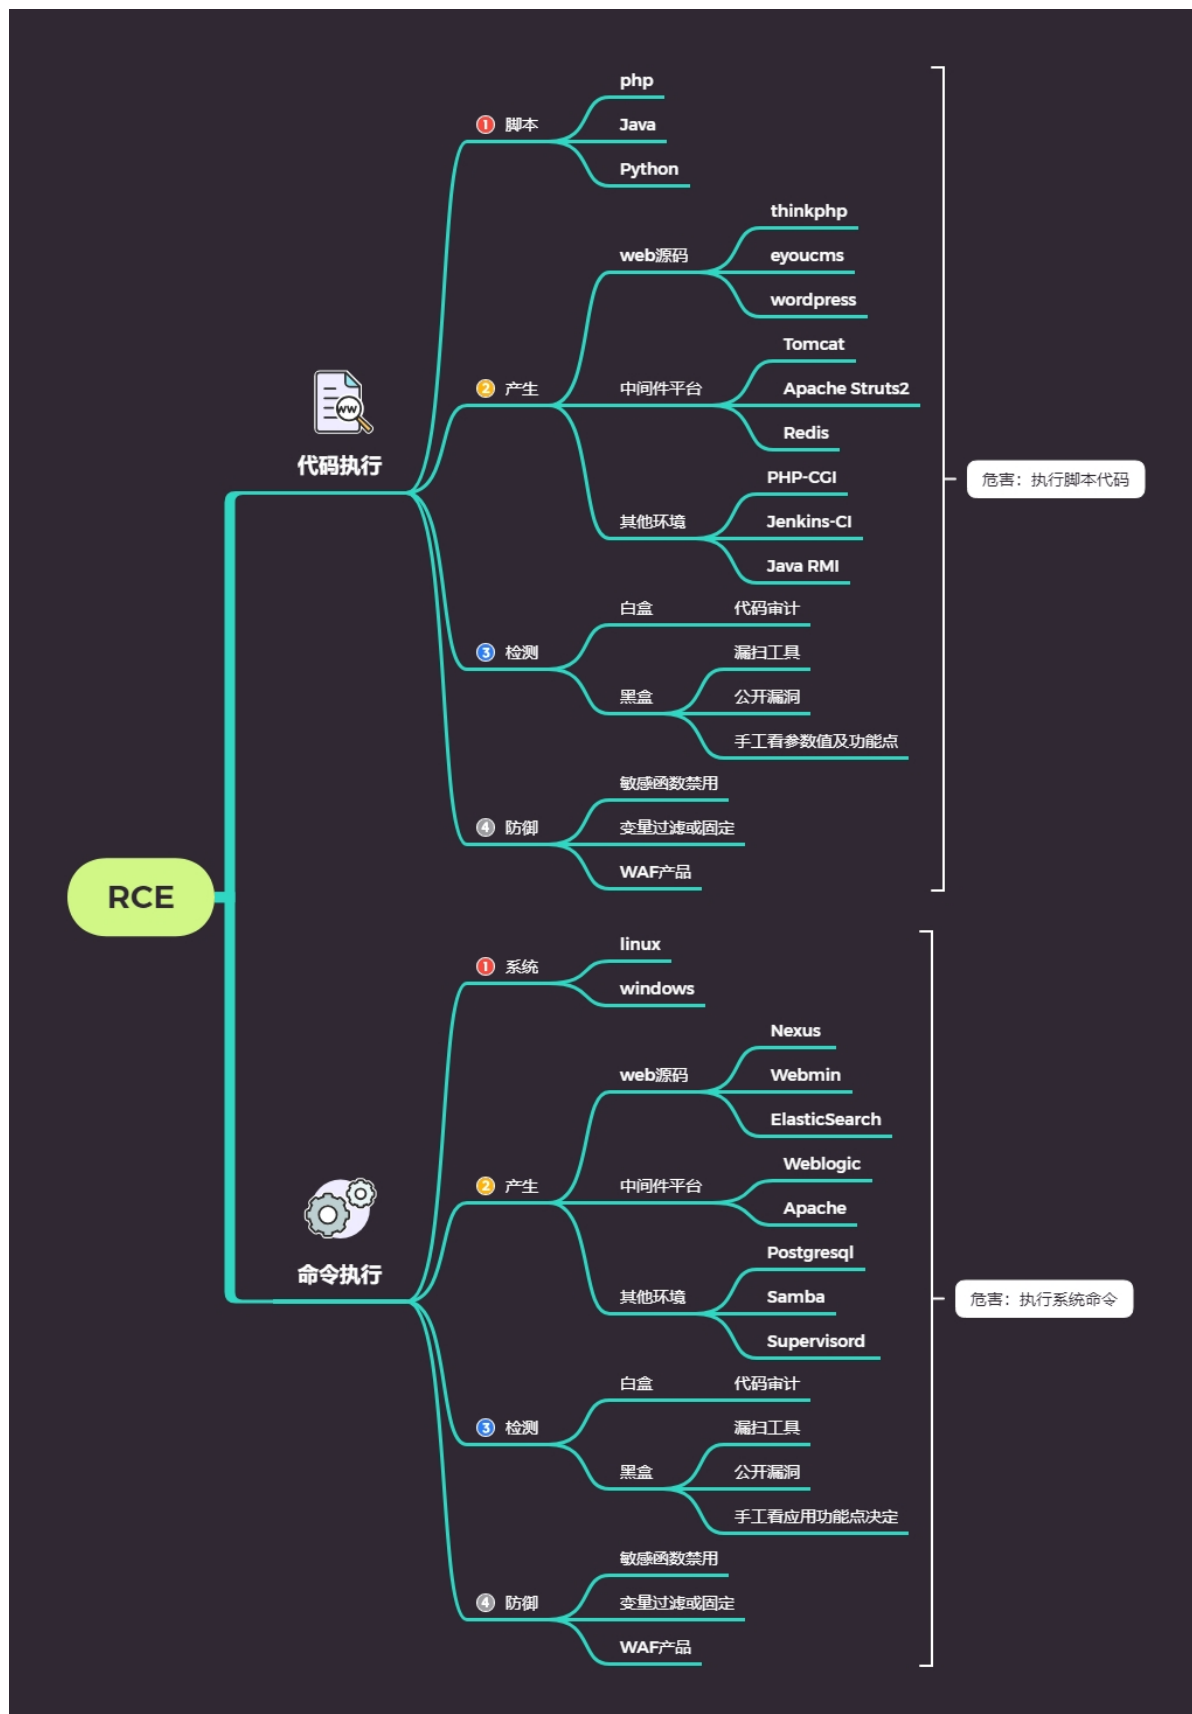 RCE
代码执行
1 脚本
php
Java
Python
2 产生
web源码
thinkphp
eyoucms
wordpress
中间件平台
Tomcat
Apache Struts2
Redis
其他环境
PHP-CGI
Jenkins-CI
Java RMI
3 检测
白盒
代码审计
黑盒
漏扫工具
公开漏洞
手工看参数值及功能点
4 防御
敏感函数禁用
变量过滤或固定
WAF产品
危害：执行脚本代码
命令执行
1 系统
linux
windows
2 产生
web源码
Nexus
Webmin
ElasticSearch
中间件平台
Weblogic
Apache
其他环境
Postgresql
Samba
Supervisord
3 检测
白盒
代码审计
黑盒
漏扫工具
公开漏洞
手工看应用功能点决定
4 防御
敏感函数禁用
变量过滤或固定
WAF产品
危害：执行系统命令
WW